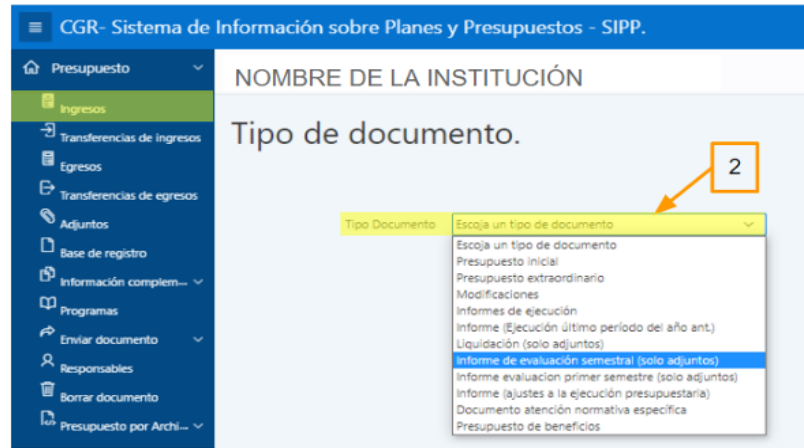 CGR- Sistema de Información sobre Planes y Presupuestos - SIPP.
Presupuesto
Ingresos
Transferencias de ingresos
Egresos
Transferencias de egresos
Adjuntos
Base de registro
Información complem...
Programas
Enviar documento
Responsables
Borrar documento
Presupuesto por Archi...
NOMBRE DE LA INSTITUCIÓN
Tipo de documento.
2
Tipo Documento Escoja un tipo de documento
Escoja un tipo de documento
Presupuesto inicial
Presupuesto extraordinario
Modificaciones
Informes de ejecución
Informe (Ejecución último período del año ant.)
Liquidación (solo adjuntos)
Informe de evaluación semestral (solo adjuntos)
Informe evaluacion primer semestre (solo adjuntos)
Informe (ajustes a la ejecución presupuestaria)
Documento atención normativa específica
Presupuesto de beneficios